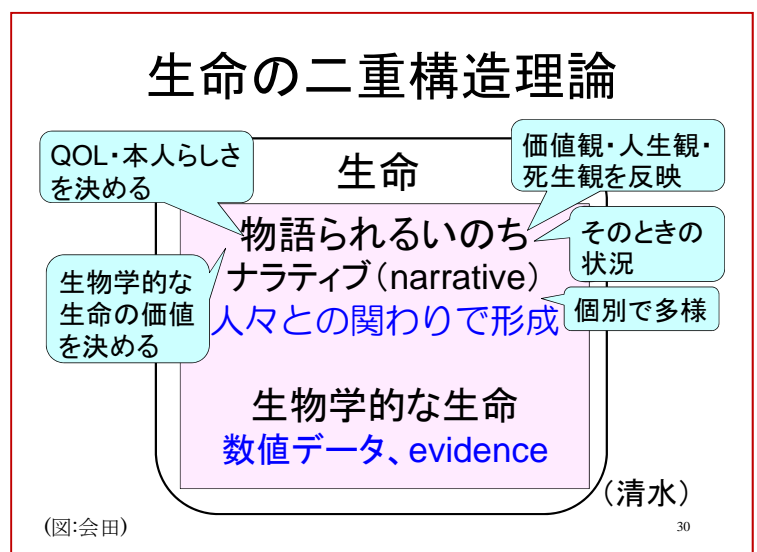 生命の二重構造理論
QOL・本人らしさ
を決める
生命
価値観・人生観・
死生観を反映
物語られるいのち
ナラティブ（narrative）
人々との関わりで形成
そのときの
状況
生物学的な
生命の価値
を決める
個別で多様
生物学的な生命
数値データ、evidence
（清水）
(図:会田)
30